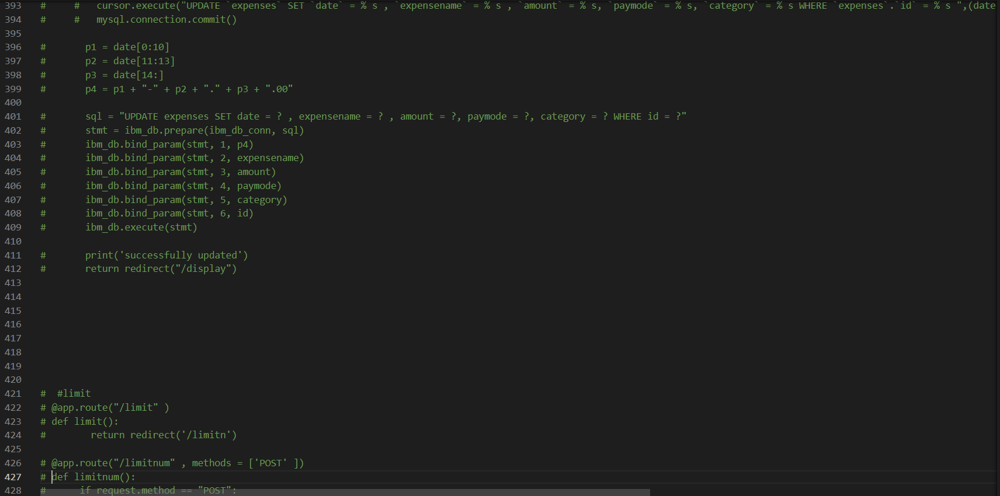 393 # # cursor.execute("UPDATE `expenses` SET `date` = % s , `expensename` = % s , `amount` = % s, `paymode` = % s, `category` = % s WHERE `expenses`.`id` = % s ",(date
394 # # mysql.connection.commit()
395
396 # p1 = date[0:10]
397 # p2 = date[11:13]
398 # p3 = date[14:]
399 # p4 = p1 + "-" + p2 + "." + p3 + ".00"
400
401 # sql = "UPDATE expenses SET date = ? , expensename = ? , amount = ?, paymode = ?, category = ? WHERE id = ?"
402 # stmt = ibm_db.prepare(ibm_db_conn, sql)
403 # ibm_db.bind_param(stmt, 1, p4)
404 # ibm_db.bind_param(stmt, 2, expensename)
405 # ibm_db.bind_param(stmt, 3, amount)
406 # ibm_db.bind_param(stmt, 4, paymode)
407 # ibm_db.bind_param(stmt, 5, category)
408 # ibm_db.bind_param(stmt, 6, id)
409 # ibm_db.execute(stmt)
410
411 # print('successfully updated')
412 # return redirect("/display")
413
414
415
416
417
418
419
420
421 # #limit
422 # @app.route("/limit" )
423 # def limit():
424 # return redirect('/limitn')
425
426 # @app.route("/limitnum" , methods = ['POST' ])
427 # def limitnum():
428 # if request.method == "POST":